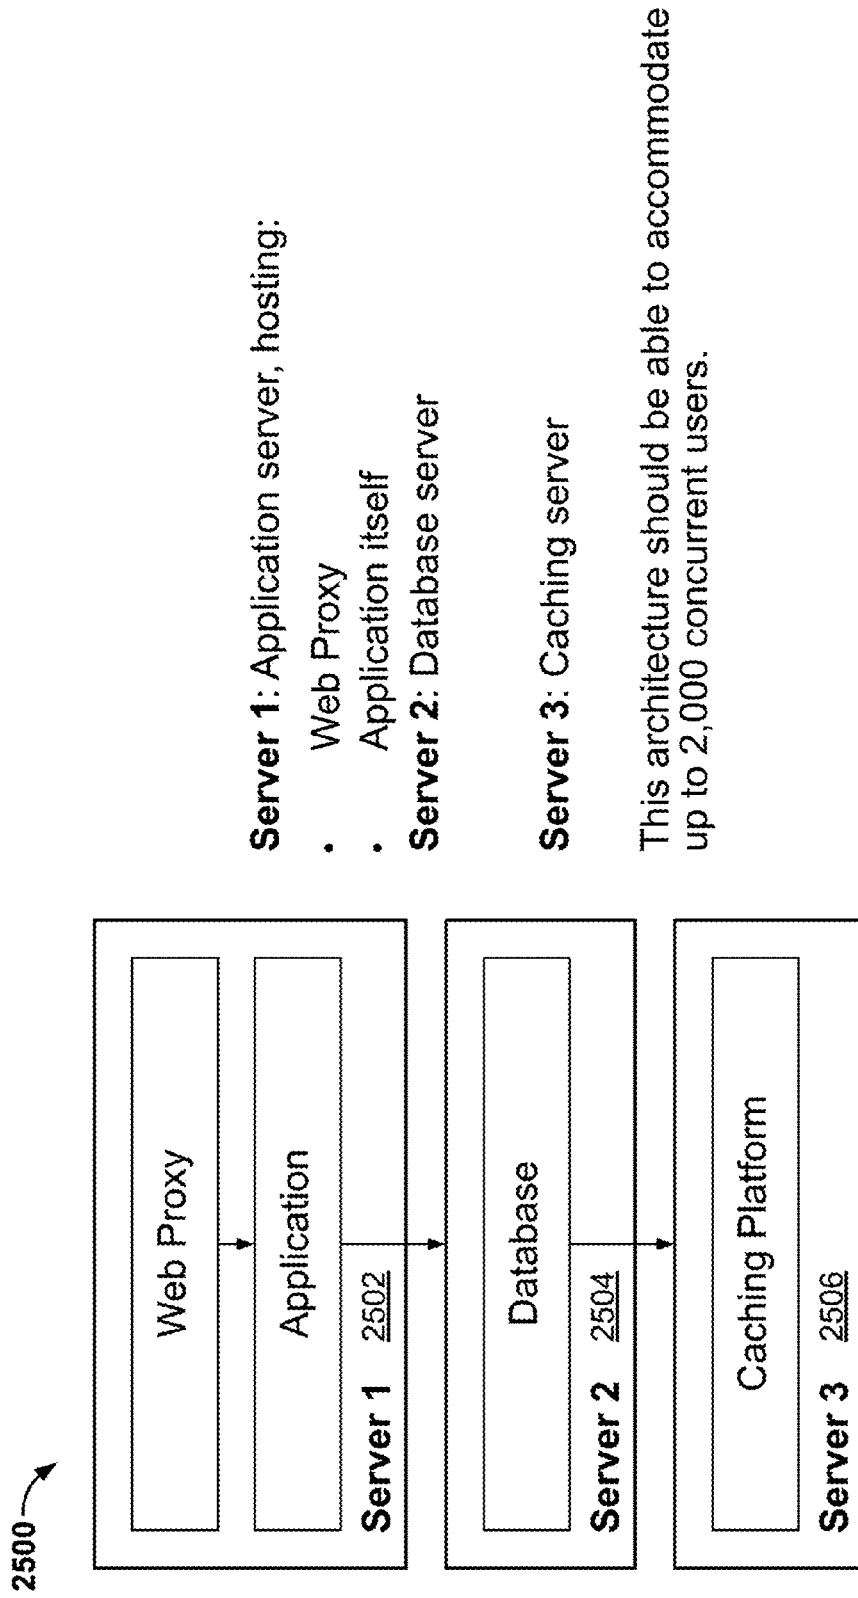 2500
Web Proxy
Application
Server 1 2502
Database
Server 2 2504
Caching Platform
Server 3 2506
Server 1: Application server, hosting:
• Web Proxy
• Application itself
Server 2: Database server
Server 3: Caching server
This architecture should be able to accommodate
up to 2,000 concurrent users.